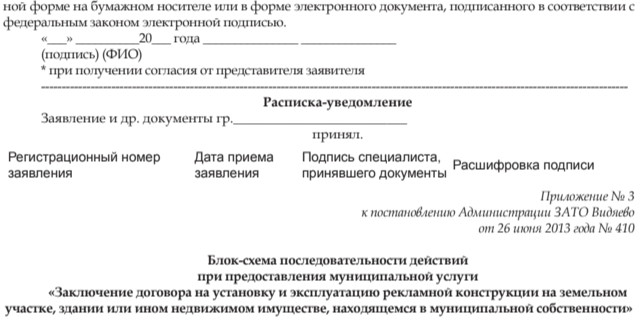 ной форме на бумажном носителе или в форме электронного документа, подписанного в соответствии с
федеральным законом электронной подписью.
«___» __________20___ года _______________ _______________
(подпись) (ФИО)
* при получении согласия от представителя заявителя
--------------------------------------------------------------------------------------------------------------
Расписка-уведомление
Заявление и др. документы гр.___________________________
принял.
Регистрационный номер заявления
Дата приема заявления
Подпись специалиста, принявшего документы
Расшифровка подписи
Приложение № 3
к постановлению Администрации ЗАТО Видяево
от 26 июня 2013 года № 410
Блок-схема последовательности действий
при предоставления муниципальной услуги
«Заключение договора на установку и эксплуатацию рекламной конструкции на земельном
участке, здании или ином недвижимом имуществе, находящемся в муниципальной собственности»